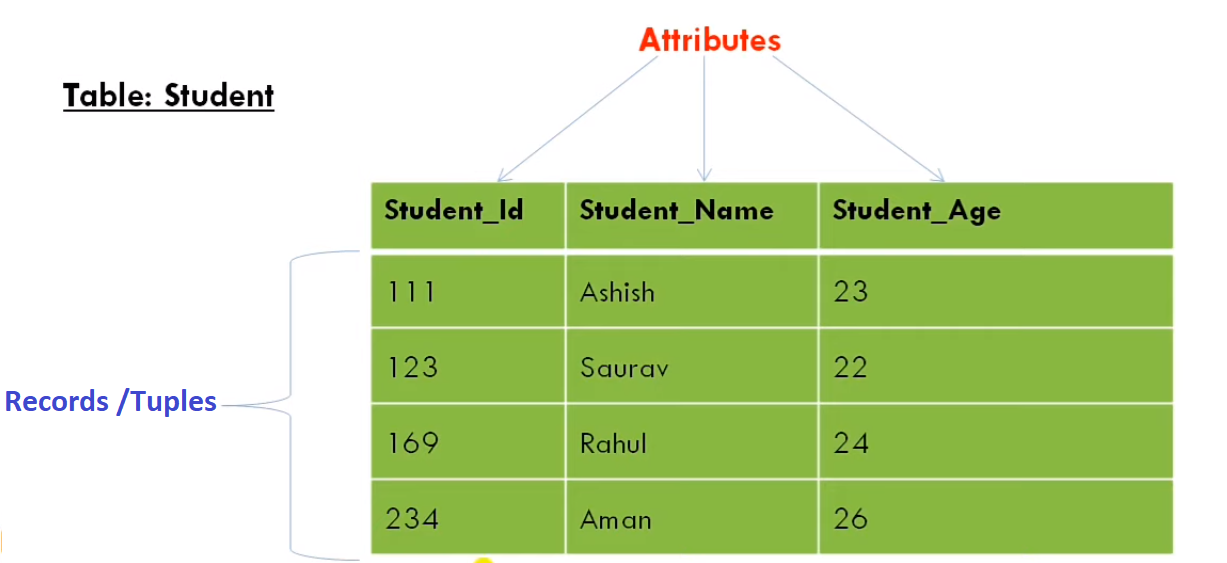 Attributes
Table: Student
Student_Id Student_Name Student_Age
111 Ashish 23
123 Saurav 22
Records /Tuples
169 Rahul 24
234 Aman 26